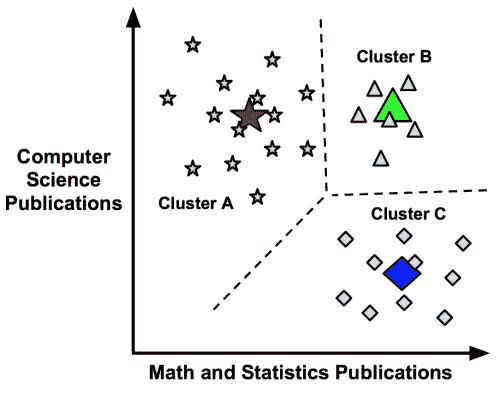 Cluster B
Computer
Science
Publications
Cluster A
Cluster C
Math and Statistics Publications